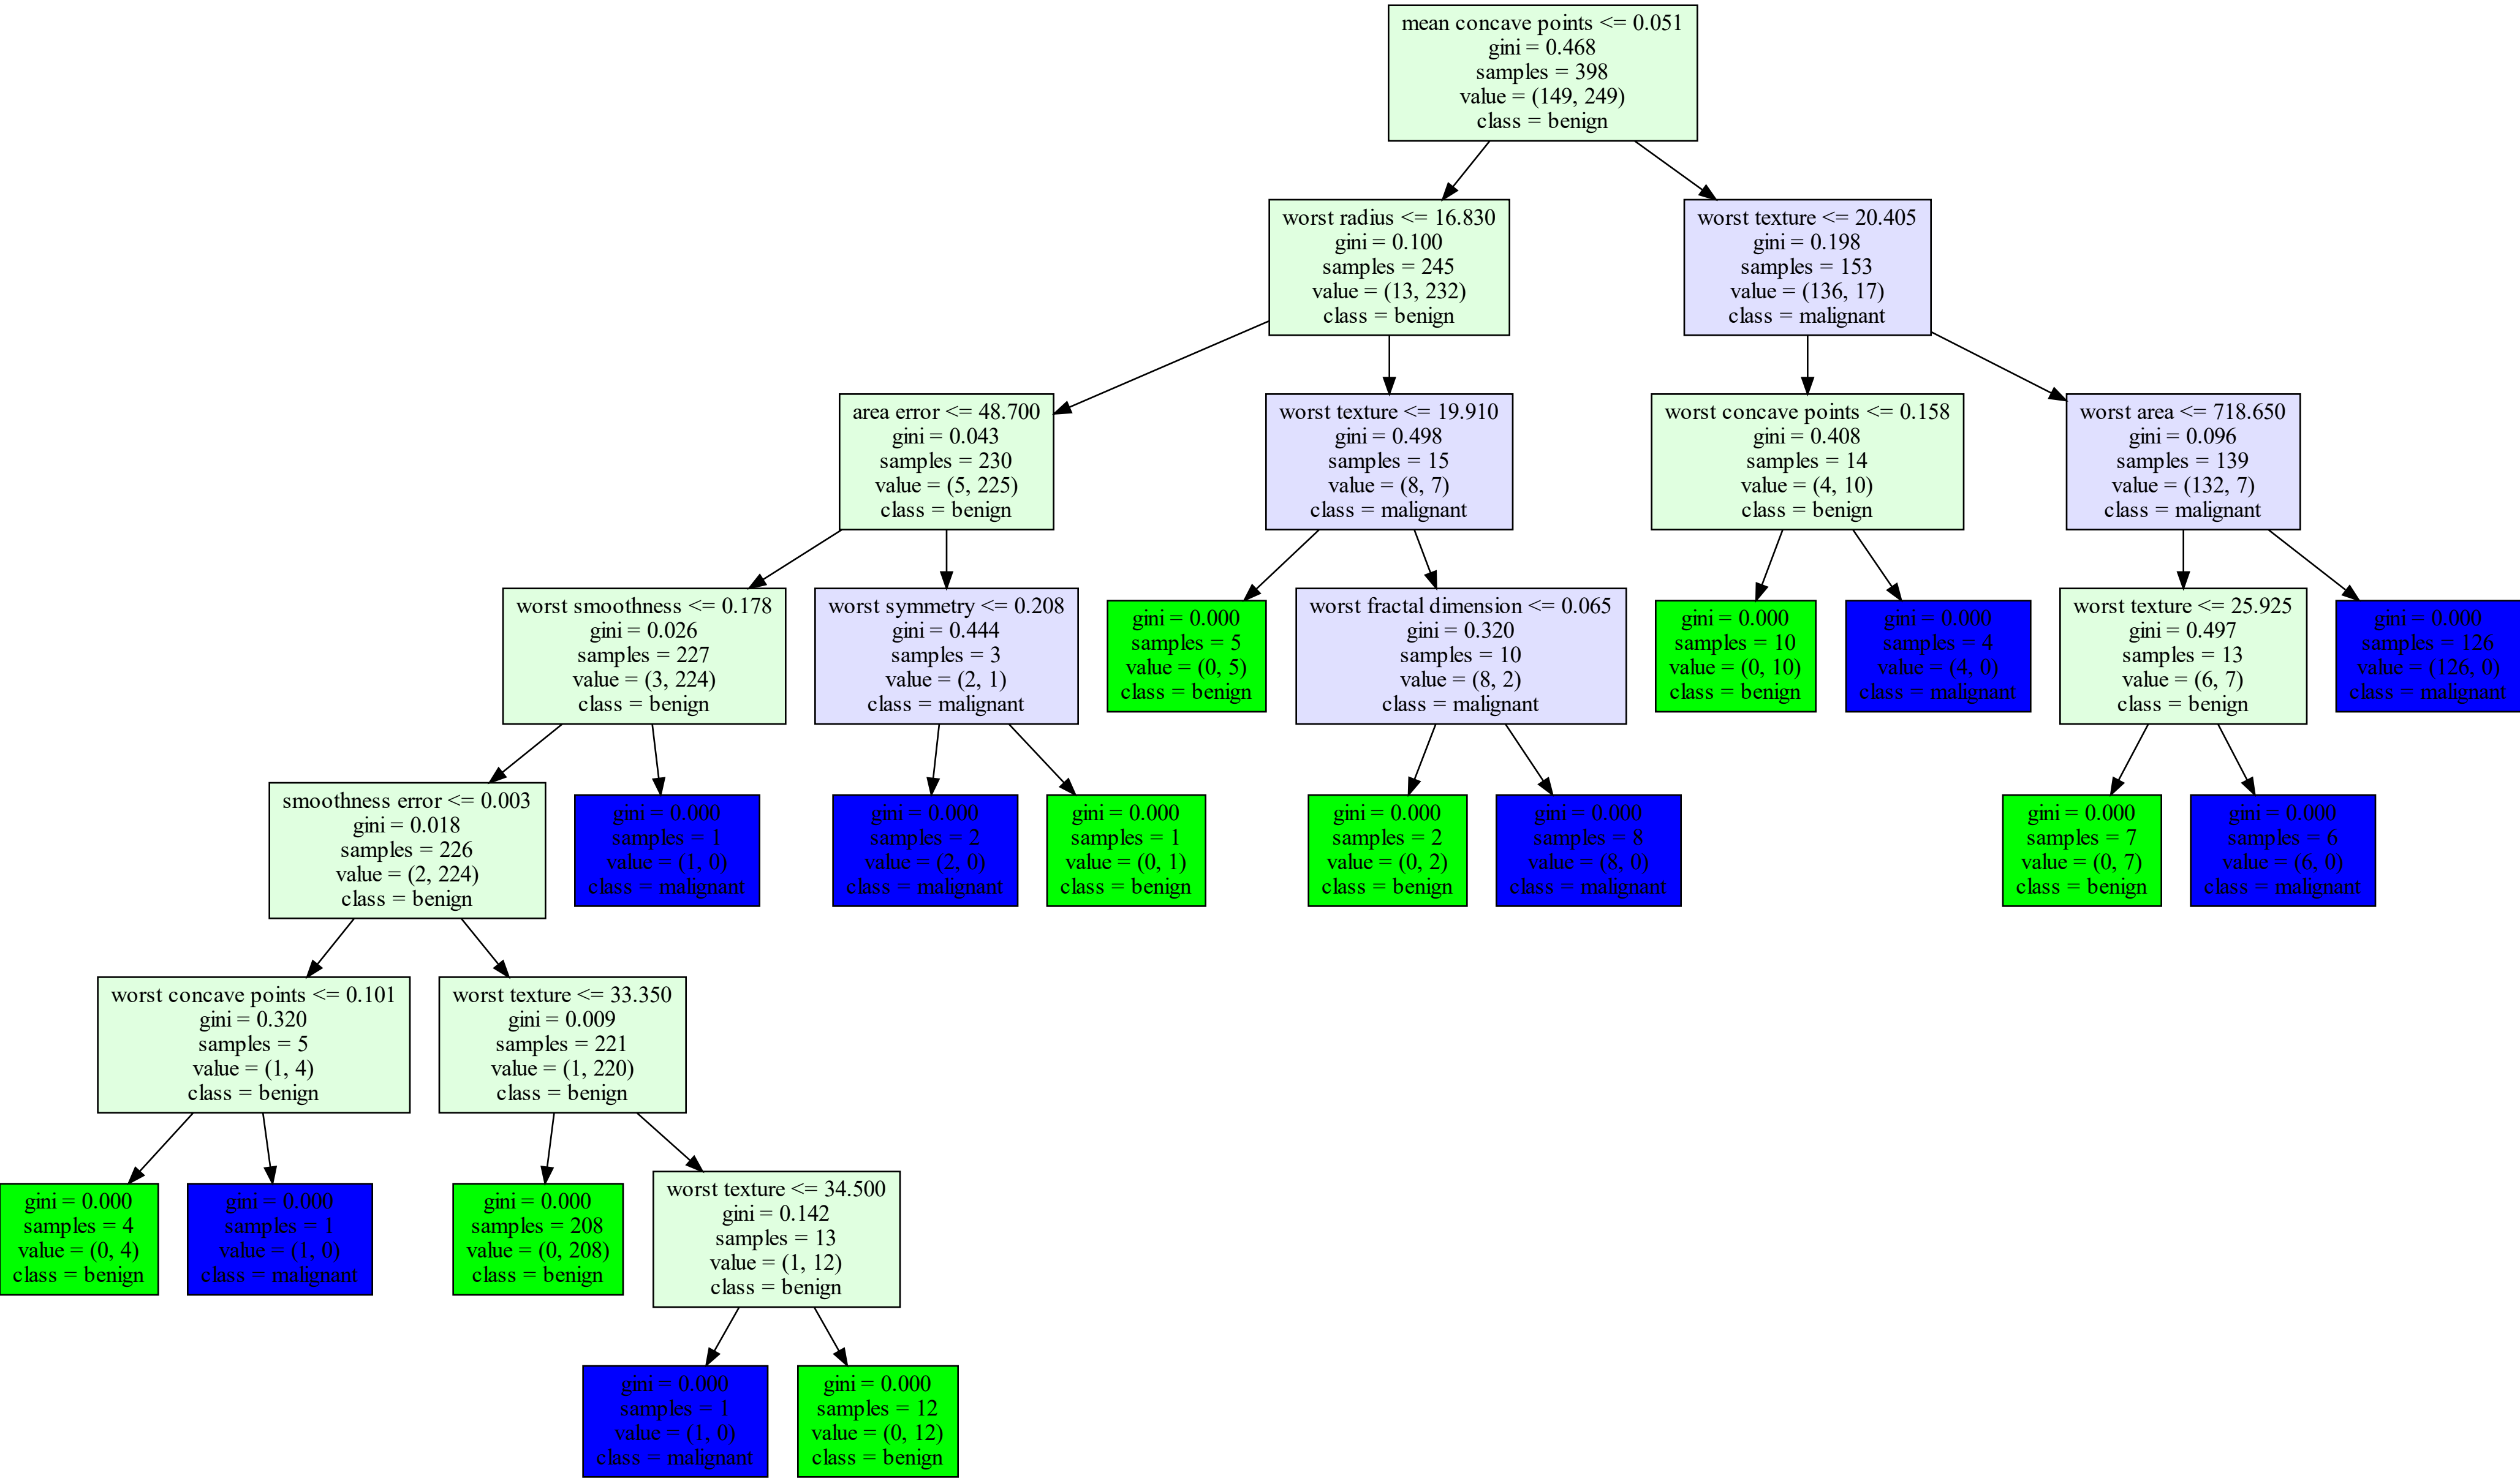 mean concave points <= 0.051
gini = 0.468
samples = 398
value = (149, 249)
class = benign
worst radius <= 16.830
gini = 0.100
samples = 245
value = (13, 232)
class = benign
worst texture <= 20.405
gini = 0.198
samples = 153
value = (136, 17)
class = malignant
area error <= 48.700
gini = 0.043
samples = 230
value = (5, 225)
class = benign
worst texture <= 19.910
gini = 0.498
samples = 15
value = (8, 7)
class = malignant
worst concave points <= 0.158
gini = 0.408
samples = 14
value = (4, 10)
class = benign
worst area <= 718.650
gini = 0.096
samples = 139
value = (132, 7)
class = malignant
worst smoothness <= 0.178
gini = 0.026
samples = 227
value = (3, 224)
class = benign
worst symmetry <= 0.208
gini = 0.444
samples = 3
value = (2, 1)
class = malignant
gini = 0.000
samples = 5
value = (0, 5)
class = benign
worst fractal dimension <= 0.065
gini = 0.320
samples = 10
value = (8, 2)
class = malignant
gini = 0.000
samples = 10
value = (0, 10)
class = benign
gini = 0.000
samples = 4
value = (4, 0)
class = malignant
worst texture <= 25.925
gini = 0.497
samples = 13
value = (6, 7)
class = benign
gini = 0.000
samples = 126
value = (126, 0)
class = malignant
smoothness error <= 0.003
gini = 0.018
samples = 226
value = (2, 224)
class = benign
gini = 0.000
samples = 1
value = (1, 0)
class = malignant
gini = 0.000
samples = 2
value = (2, 0)
class = malignant
gini = 0.000
samples = 1
value = (0, 1)
class = benign
gini = 0.000
samples = 2
value = (0, 2)
class = benign
gini = 0.000
samples = 8
value = (8, 0)
class = malignant
gini = 0.000
samples = 7
value = (0, 7)
class = benign
gini = 0.000
samples = 6
value = (6, 0)
class = malignant
worst concave points <= 0.101
gini = 0.320
samples = 5
value = (1, 4)
class = benign
worst texture <= 33.350
gini = 0.009
samples = 221
value = (1, 220)
class = benign
gini = 0.000
samples = 4
value = (0, 4)
class = benign
gini = 0.000
samples = 1
value = (1, 0)
class = malignant
gini = 0.000
samples = 208
value = (0, 208)
class = benign
worst texture <= 34.500
gini = 0.142
samples = 13
value = (1, 12)
class = benign
gini = 0.000
samples = 1
value = (1, 0)
class = malignant
gini = 0.000
samples = 12
value = (0, 12)
class = benign